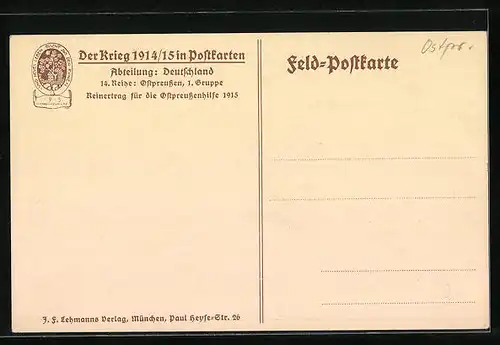 Der Krieg 1914/15 in Postkarten
Abteilung: Deutschland
14. Reihe: Ostpreußen, 1. Gruppe
Reinertrag für die Ostpreußenhilfe 1915
Feld-Postkarte
J. F. Lehmanns Verlag, München, Paul Heyse-Str. 26